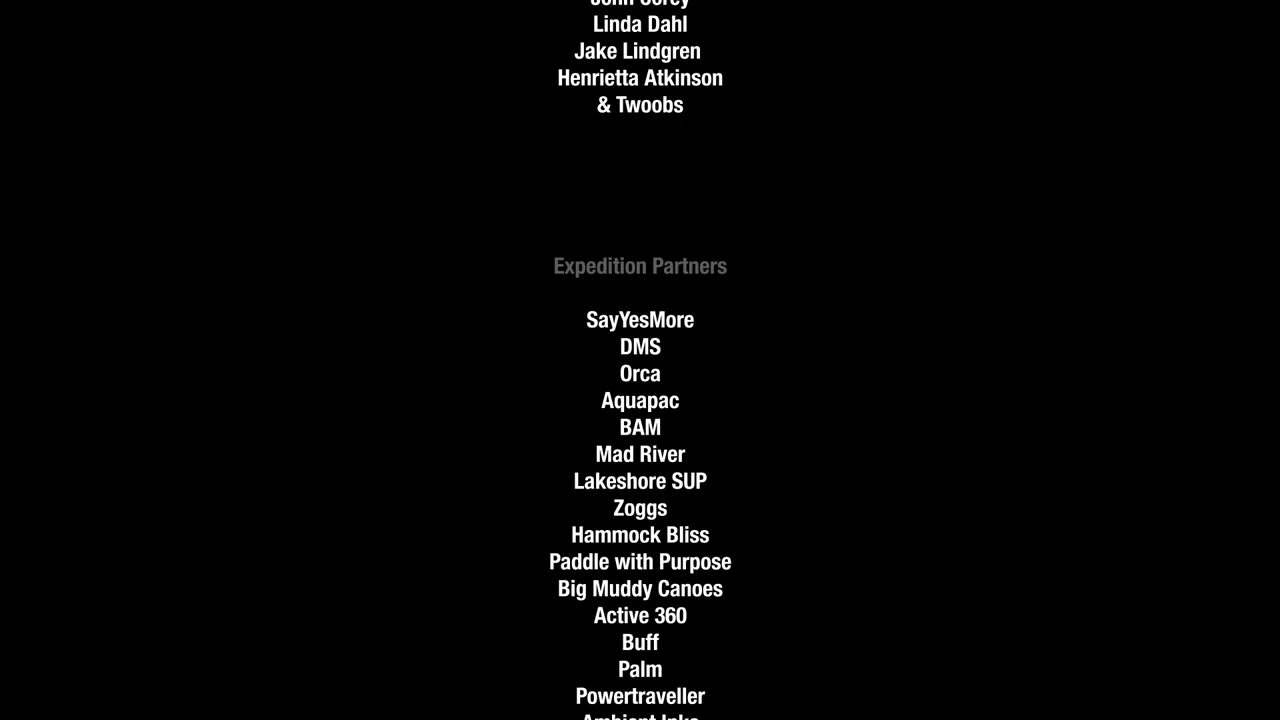 Linda Dahl
Jake Lindgren
Henrietta Atkinson
& Twoobs
Expedition Partners
SayYesMore
DMS
Orca
Aquapac
BAM
Mad River
Lakeshore SUP
Zoggs
Hammock Bliss
Paddle with Purpose
Big Muddy Canoes
Active 360
Buff
Palm
Powertraveller